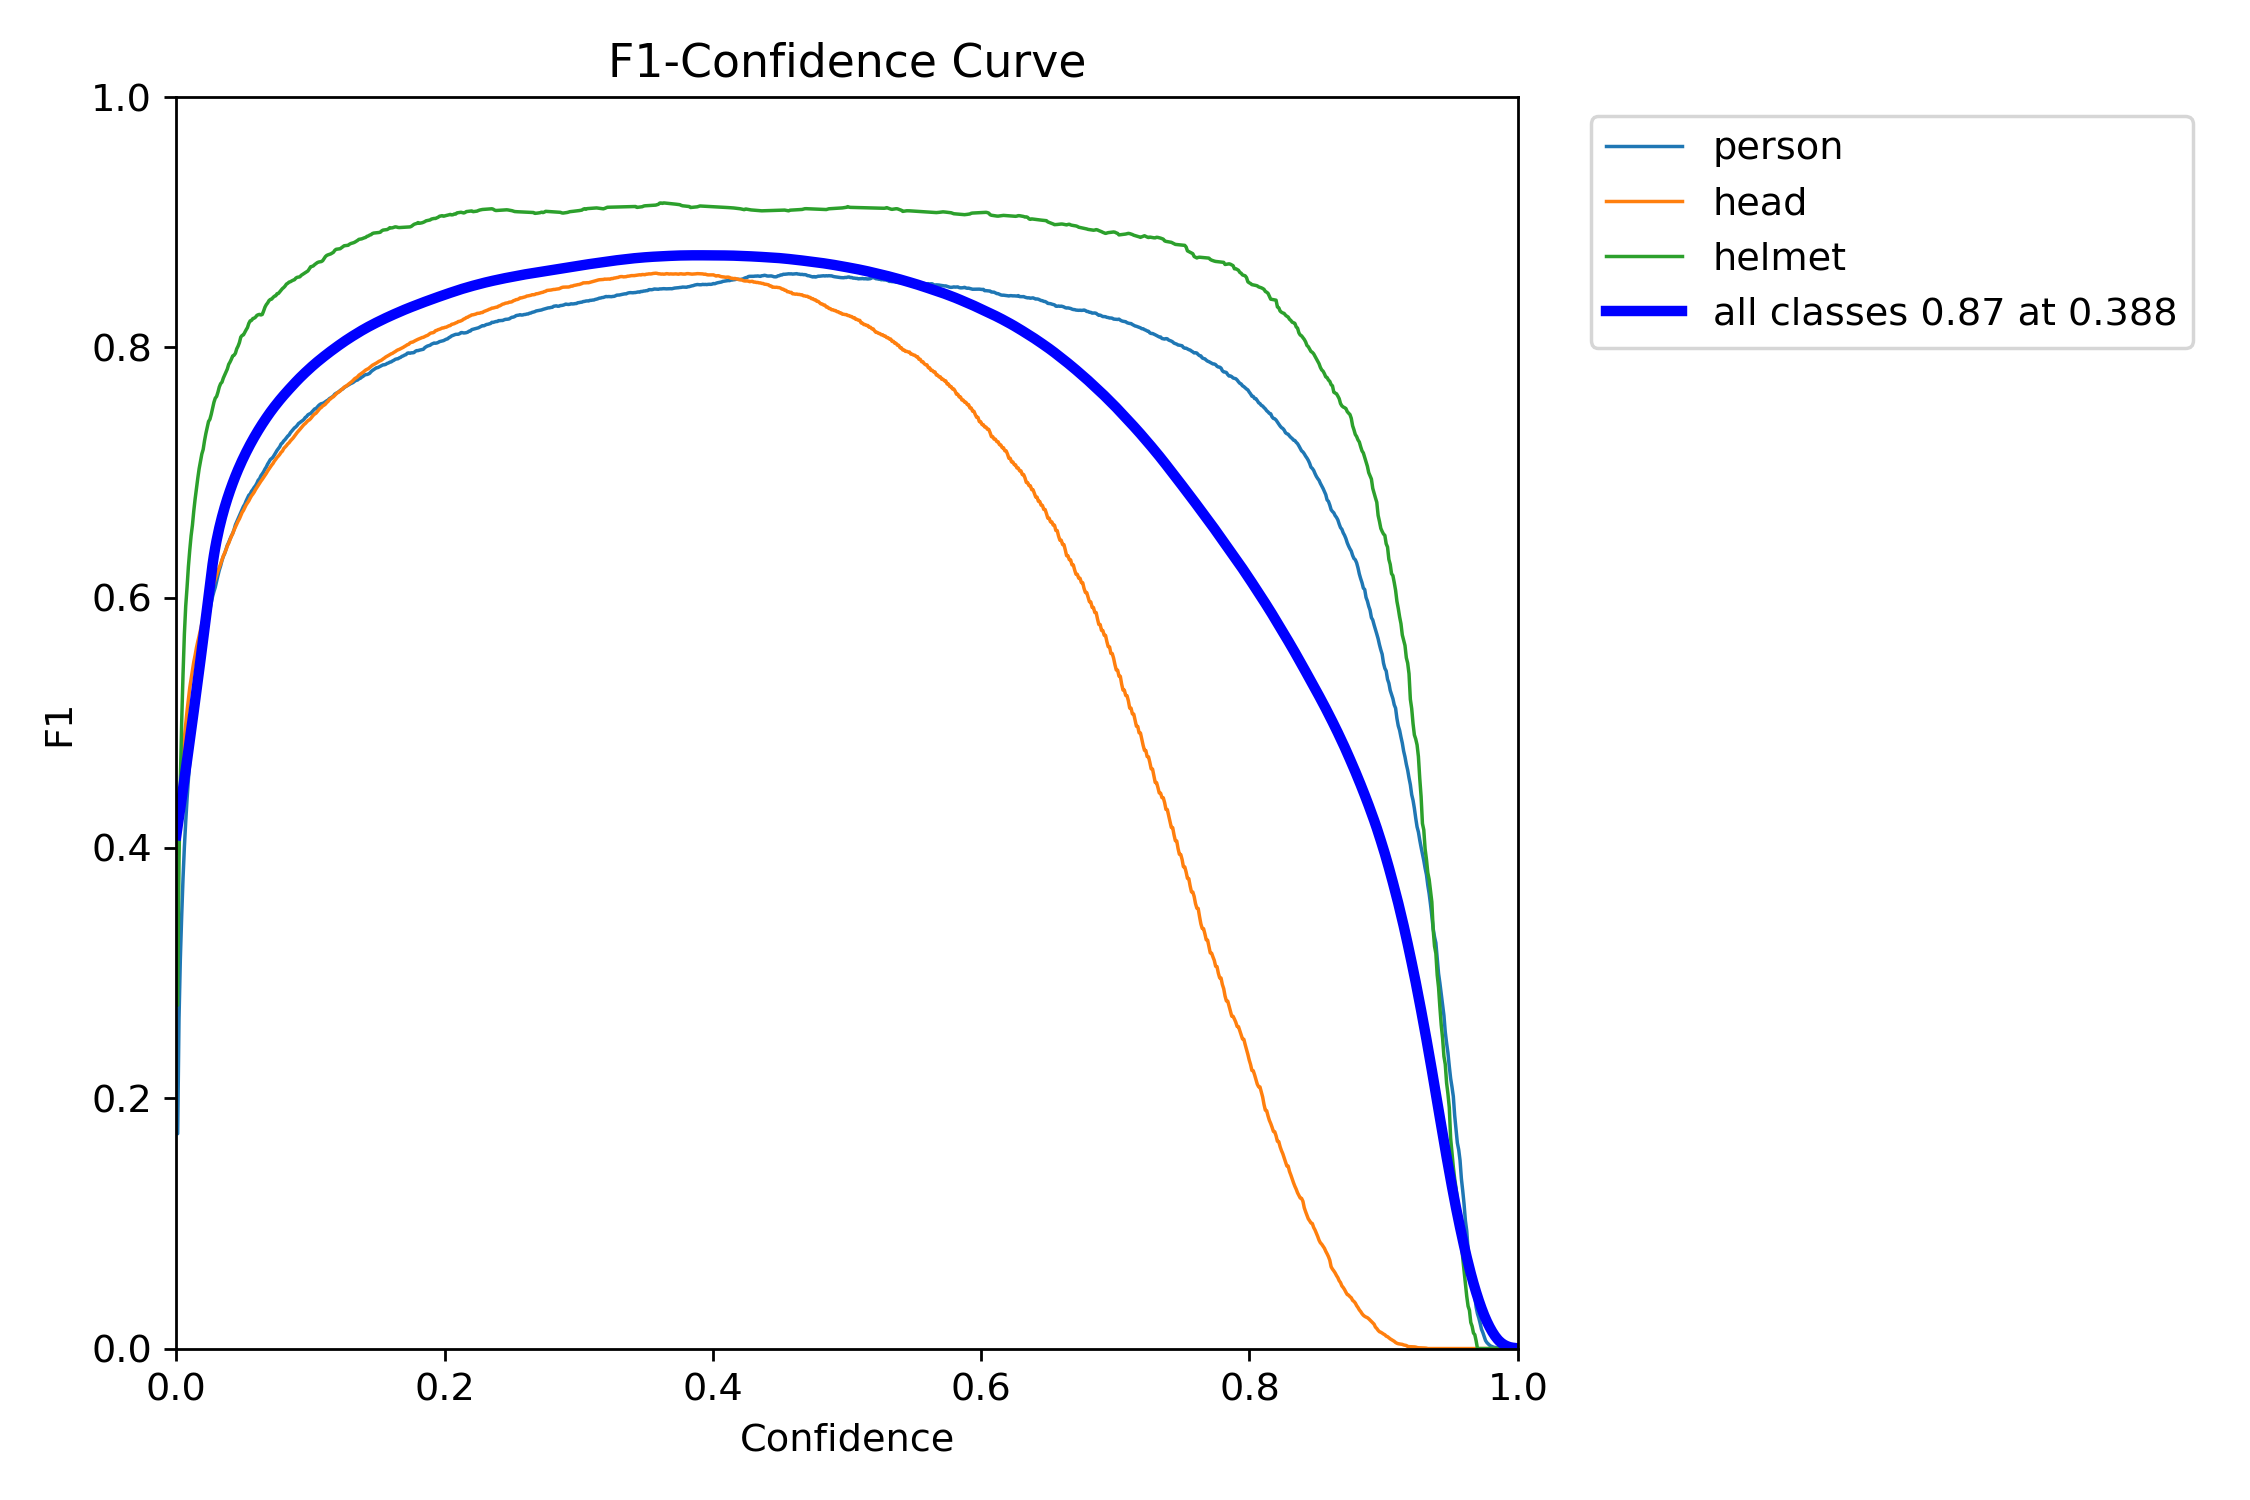 F1-Confidence Curve
1.0
0.8
0.6
0.4
0.2
0.0
F1
0.0 0.2 0.4 0.6 0.8 1.0
Confidence
person
head
helmet
all classes 0.87 at 0.388